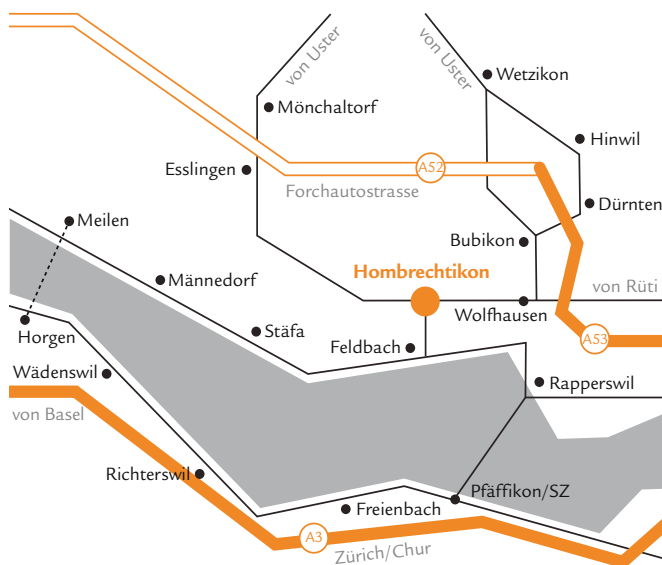 von Uster
von Uster
Wetzikon
Mönchaltorf
Hinwil
Esslingen
A52
Forchautostrasse
Dürnten
Meilen
Bubikon
Hombrechtikon
Männedorf
von Rüti
Wolfhausen
Horgen
Stäfa
A53
Feldbach
Wädenswil
Rapperswil
von Basel
Richterswil
Pfäffikon/SZ
Freienbach
A3
Zürich/Chur